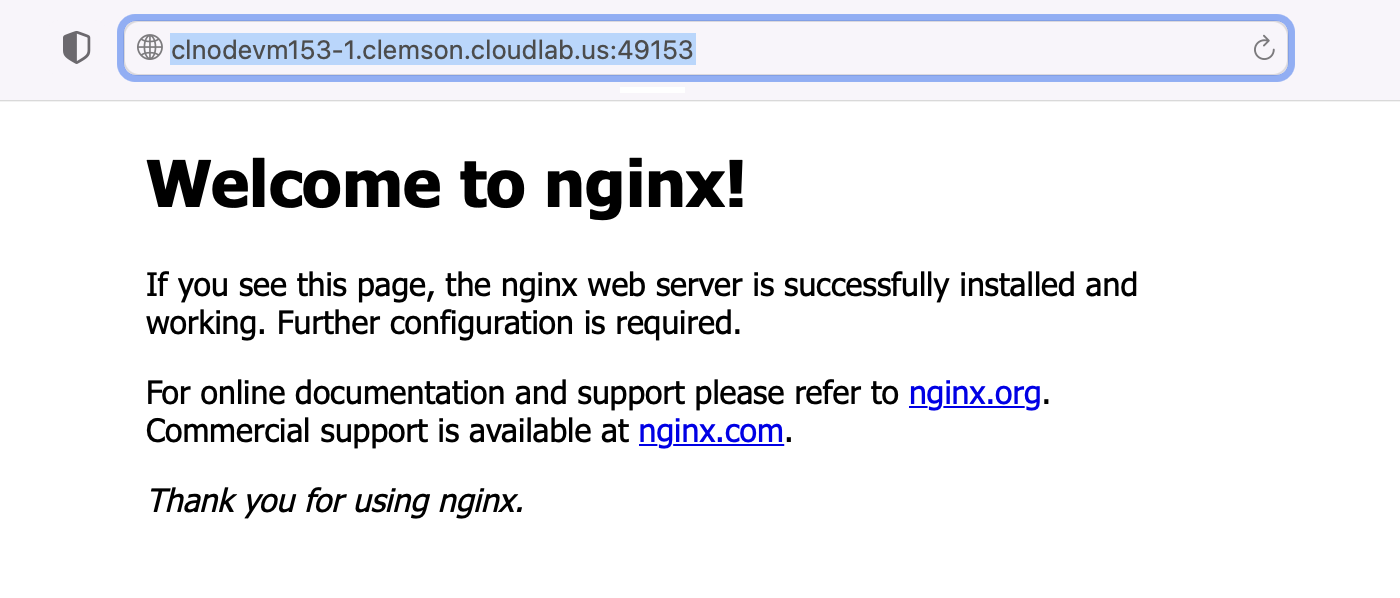 clnodevm153-1.clemson.cloudlab.us:49153
Welcome to nginx!
If you see this page, the nginx web server is successfully installed and
working. Further configuration is required.
For online documentation and support please refer to nginx.org.
Commercial support is available at nginx.com.
Thank you for using nginx.